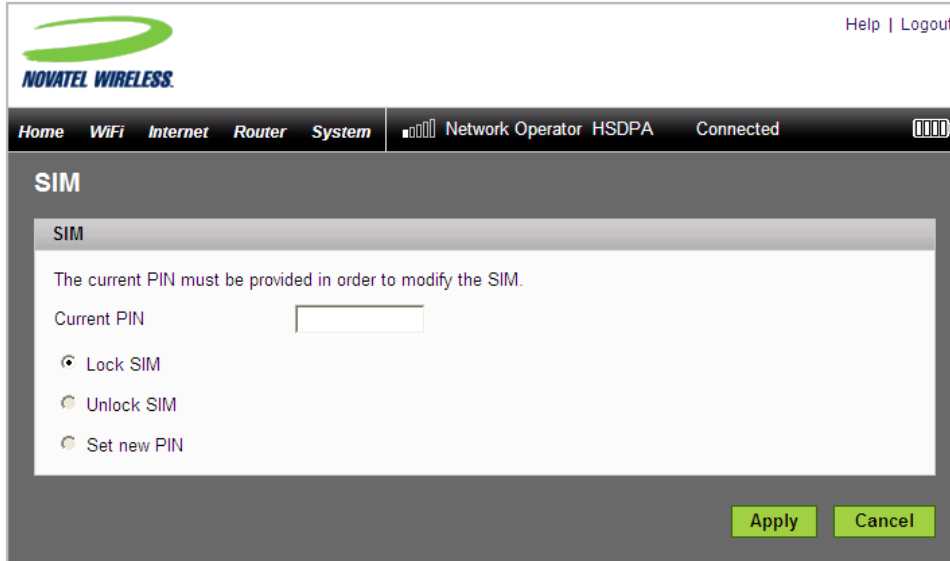 Help | Logout
NOVATEL WIRELESS.
Home WiFi Internet Router System Network Operator HSDPA Connected
SIM
SIM
The current PIN must be provided in order to modify the SIM.
Current PIN
Lock SIM
Unlock SIM
Set new PIN
Apply Cancel